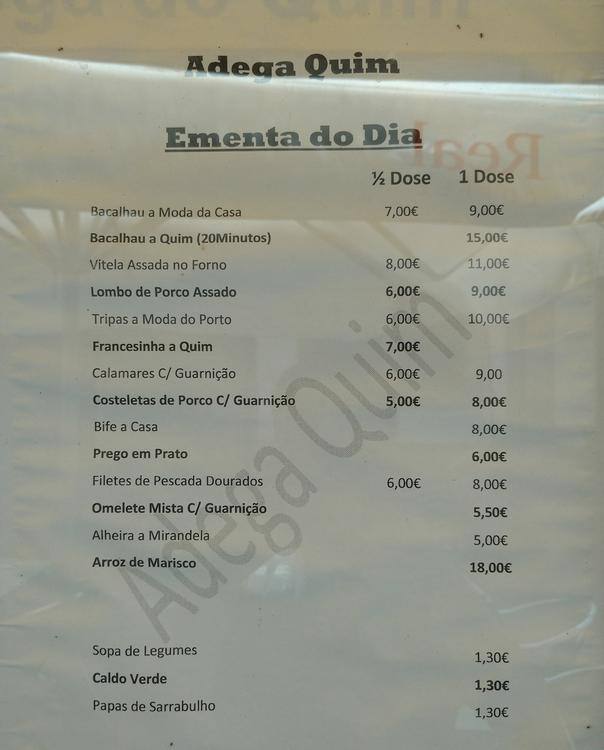 Adega Quim
Ementa do Dia
½ Dose 1 Dose
Bacalhau a Moda da Casa 7,00€ 9,00€
Bacalhau a Quim (20Minutos) 15,00€
Vitela Assada no Forno 8,00€ 11,00€
Lombo de Porco Assado 6,00€ 9,00€
Tripas a Moda do Porto 6,00€ 10,00€
Francesinha a Quim 7,00€
Calamares C/ Guarnição 6,00€ 9,00
Costeletas de Porco C/ Guarnição 5,00€ 8,00€
Bife a Casa 8,00€
Prego em Prato 6,00€
Filetes de Pescada Dourados 6,00€ 8,00€
Omelete Mista C/ Guarnição 5,50€
Alheira a Mirandela 5,00€
Arroz de Marisco 18,00€
Sopa de Legumes 1,30€
Caldo Verde 1,30€
Papas de Sarrabulho 1,30€
Adega Quim
Real